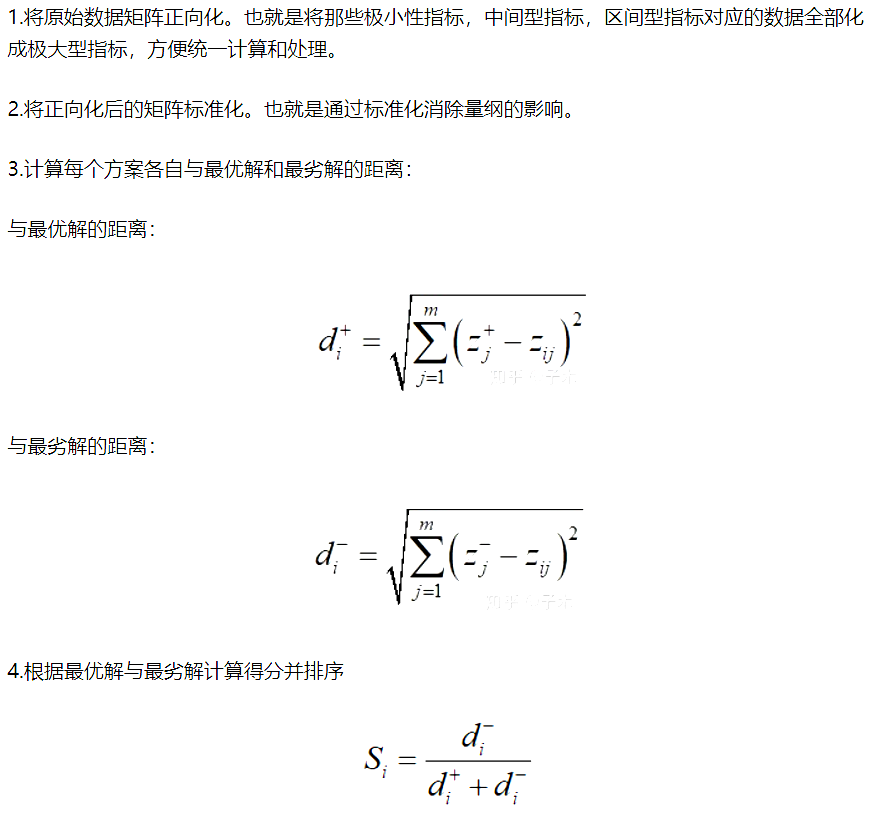 1.将原始数据矩阵正向化。也就是将那些极小性指标，中间型指标，区间型指标对应的数据全部化
成极大型指标，方便统一计算和处理。
2.将正向化后的矩阵标准化。也就是通过标准化消除量纲的影响。
3.计算每个方案各自与最优解和最劣解的距离：
与最优解的距离：
d_i^+ = \sqrt{\sum_{j=1}^{m} (z_j^+ - z_{ij})^2}
与最劣解的距离：
d_i^- = \sqrt{\sum_{j=1}^{m} (z_j^- - z_{ij})^2}
4.根据最优解与最劣解计算得分并排序
S_i = \frac{d_i^-}{d_i^+ + d_i^-}